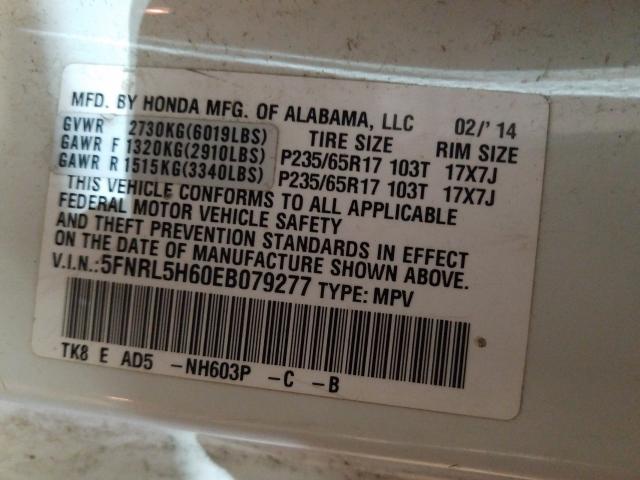 MFD. BY HONDA MFG. OF ALABAMA, LLC 02/'14
GVWR 2730KG(6019LBS) TIRE SIZE RIM SIZE
GAWR F 1320KG(2910LBS) P235/65R17 103T 17X7J
GAWR R 1515KG(3340LBS) P235/65R17 103T 17X7J
THIS VEHICLE CONFORMS TO ALL APPLICABLE
FEDERAL MOTOR VEHICLE SAFETY
AND THEFT PREVENTION STANDARDS IN EFFECT
ON THE DATE OF MANUFACTURE SHOWN ABOVE.
V.I.N.:5FNRL5H60EB079277 TYPE: MPV
TK8 E AD5 -NH603P -C -B